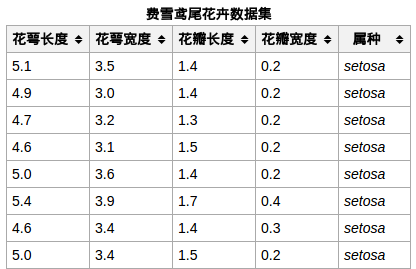 费雪鸢尾花卉数据集
花萼长度 花萼宽度 花瓣长度 花瓣宽度 属种
5.1 3.5 1.4 0.2 setosa
4.9 3.0 1.4 0.2 setosa
4.7 3.2 1.3 0.2 setosa
4.6 3.1 1.5 0.2 setosa
5.0 3.6 1.4 0.2 setosa
5.4 3.9 1.7 0.4 setosa
4.6 3.4 1.4 0.3 setosa
5.0 3.4 1.5 0.2 setosa